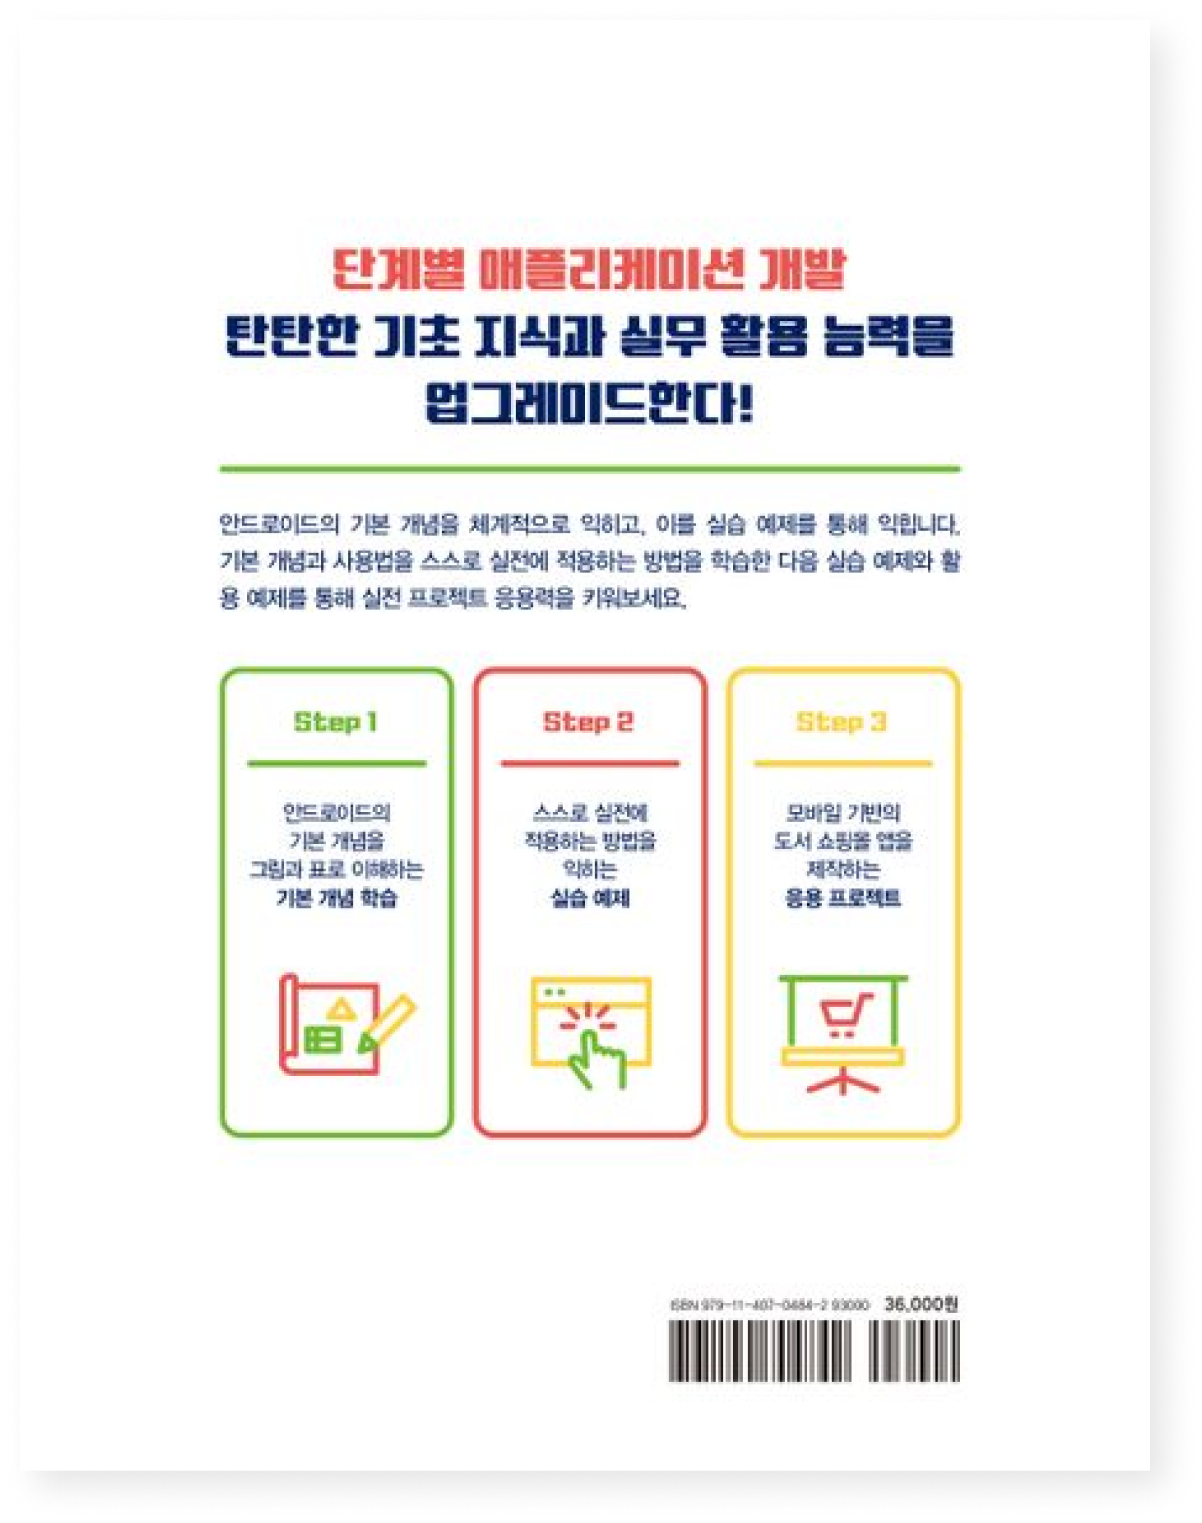 단계별 애플리케이션 개발
탄탄한 기초 지식과 실무 활용 능력을
업그레이드한다!
안드로이드의 기본 개념을 체계적으로 익히고, 이를 실습 예제를 통해 익힙니다.
기본 개념과 사용법을 스스로 실전에 적용하는 방법을 학습한 다음 실습 예제와 활
용 예제를 통해 실전 프로젝트 응용력을 키워보세요.
Step 1
안드로이드의
기본 개념을
그림과 표로 이해하는
기본 개념 학습
Step 2
스스로 실전에
적용하는 방법을
익히는
실습 예제
Step 3
모바일 기반의
도서 쇼핑몰 앱을
제작하는
응용 프로젝트
ISBN 979-11-407-0484-2 93000 36,000원